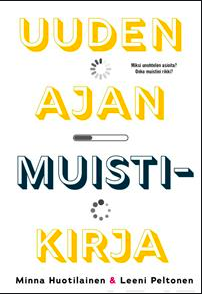 UUDEN
Miksi unohtelen asioita?
Onko muistini rikki?
AJAN
MUISTI-
KIRJA
Minna Huotilainen & Leeni Peltonen